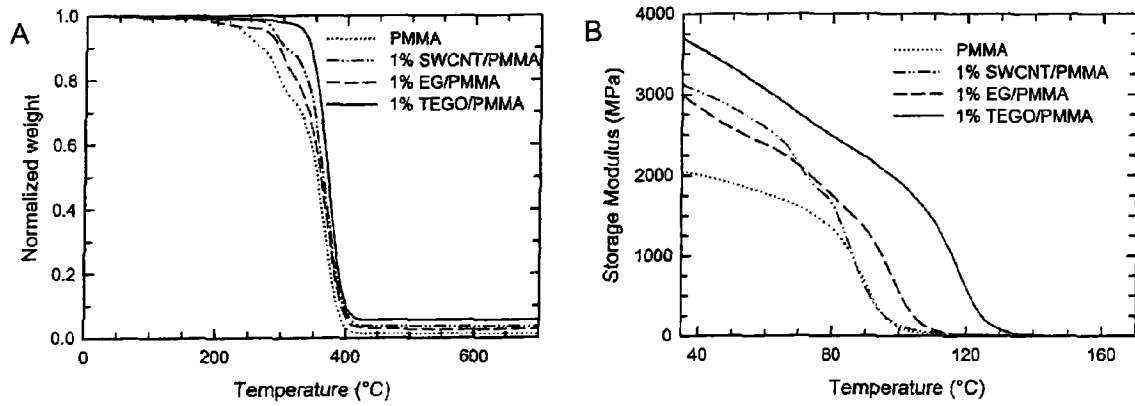 A
Normalized weight
1.0
0.8
0.6
0.4
0.2
0.0
0
200
400
600
Temperature (°C)
PMMA
1% SWCNT/PMMA
1% EG/PMMA
1% TEGO/PMMA
B
Storage Modulus (MPa)
4000
3000
2000
1000
0
40
80
120
160
Temperature (°C)
PMMA
1% SWCNT/PMMA
1% EG/PMMA
1% TEGO/PMMA